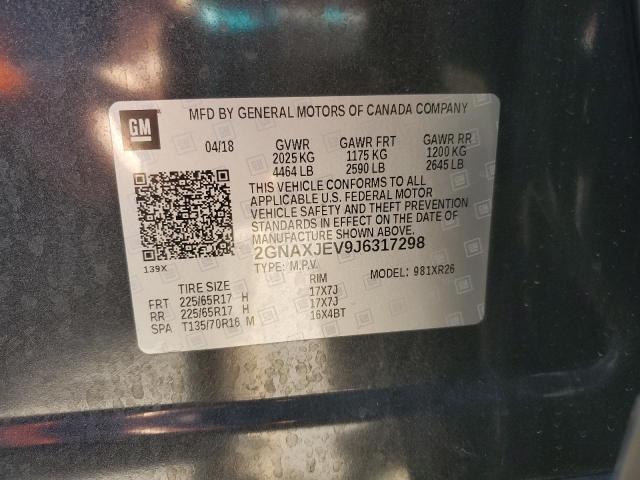 MFD BY GENERAL MOTORS OF CANADA COMPANY
GM
04/18 GVWR GAWR FRT GAWR RR
2025 KG 1175 KG 1200 KG
4464 LB 2590 LB 2645 LB
THIS VEHICLE CONFORMS TO ALL
APPLICABLE U.S. FEDERAL MOTOR
VEHICLE SAFETY AND THEFT PREVENTION
STANDARDS IN EFFECT ON THE DATE OF
MANUFACTURE SHOWN ABOVE.
2GNAXJEV9J6317298
139X
TYPE: M.P.V. MODEL: 981XR26
TIRE SIZE RIM
FRT 225/65R17 H 17X7J
RR 225/65R17 H 17X7J
SPA T135/70R16 M 16X4BT